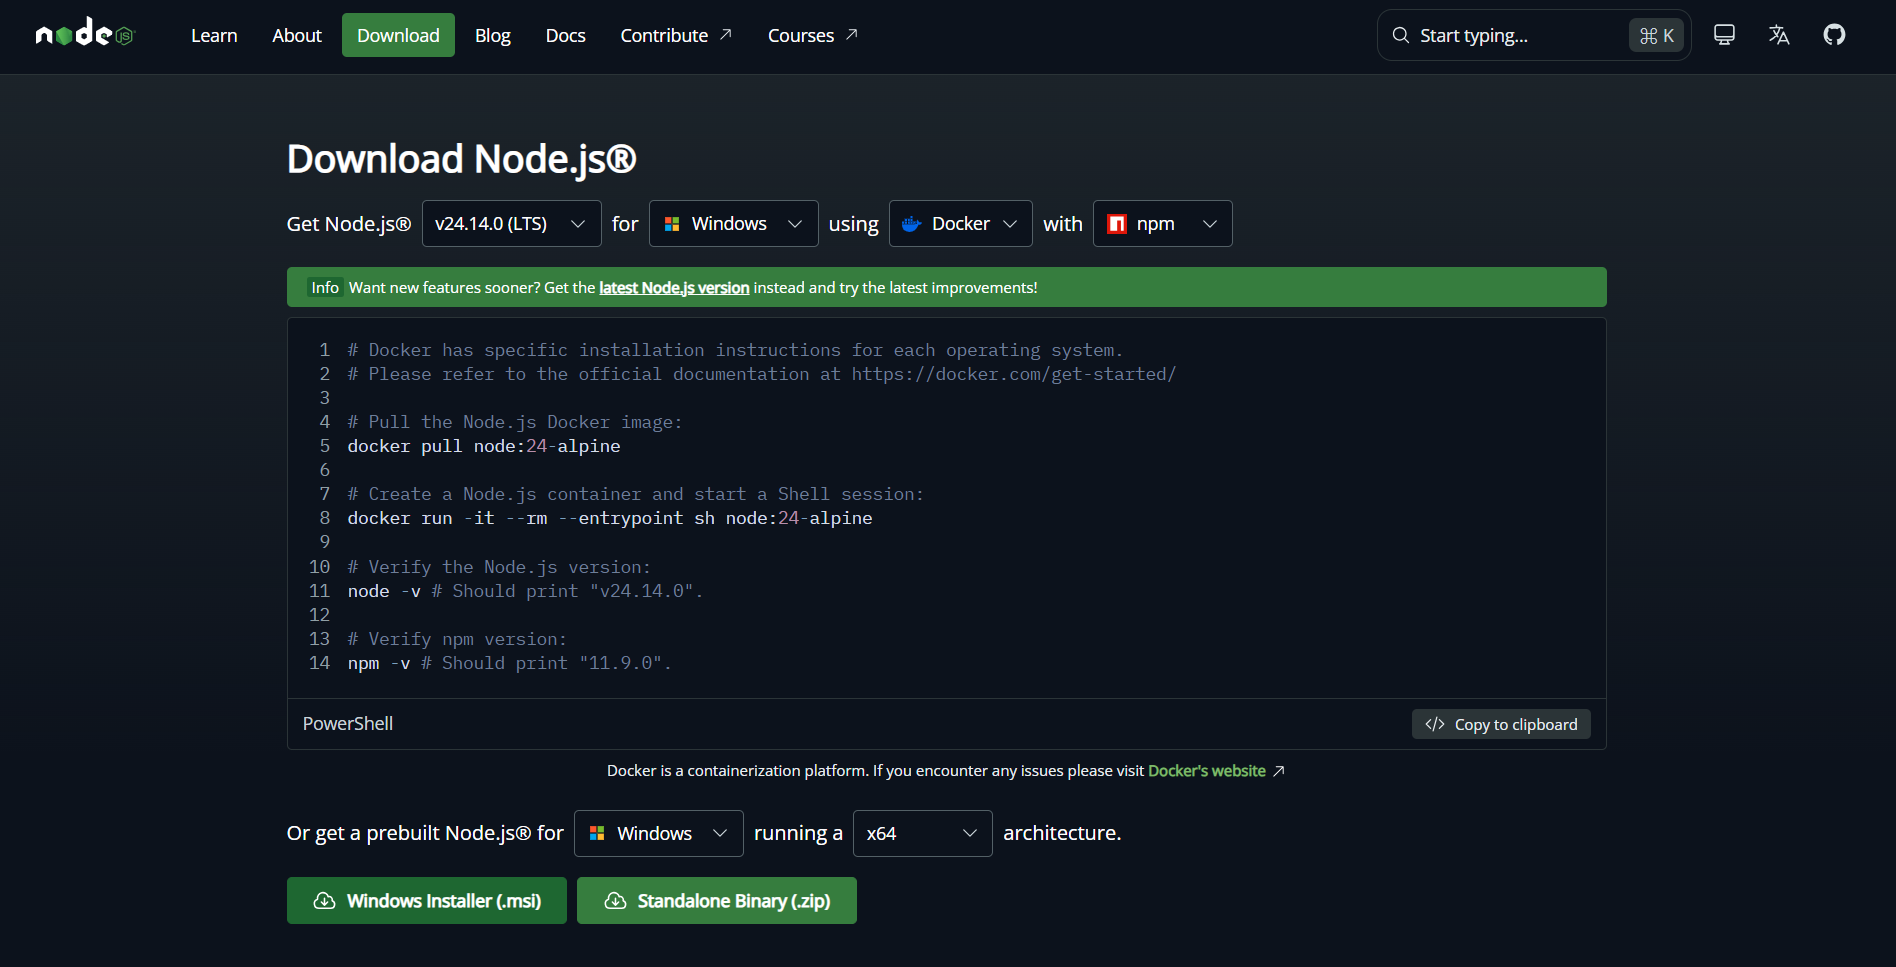 node JS
Learn About Download Blog Docs Contribute Courses Start typing... ⌘ K
Download Node.js®
Get Node.js® v24.14.0 (LTS) for Windows using Docker with npm
Info Want new features sooner? Get the latest Node.js version instead and try the latest improvements!
1 # Docker has specific installation instructions for each operating system.
2 # Please refer to the official documentation at https://docker.com/get-started/
3
4 # Pull the Node.js Docker image:
5 docker pull node:24-alpine
6
7 # Create a Node.js container and start a Shell session:
8 docker run -it --rm --entrypoint sh node:24-alpine
9
10 # Verify the Node.js version:
11 node -v # Should print "v24.14.0".
12
13 # Verify npm version:
14 npm -v # Should print "11.9.0".
PowerShell </> Copy to clipboard
Docker is a containerization platform. If you encounter any issues please visit Docker's website
Or get a prebuilt Node.js® for Windows running a x64 architecture.
Windows Installer (.msi) Standalone Binary (.zip)